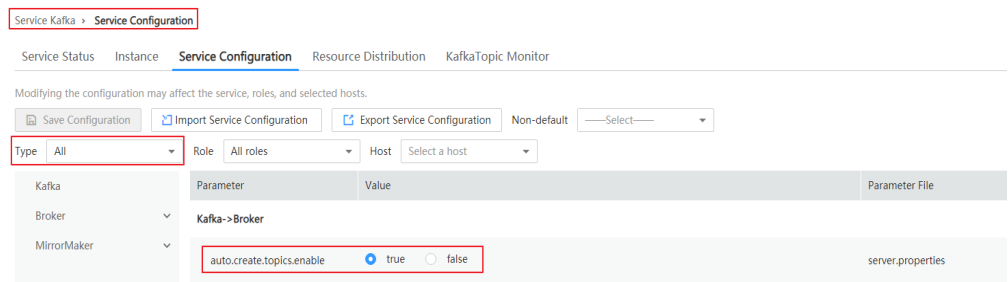 Service Kafka > Service Configuration
Service Status Instance Service Configuration Resource Distribution KafkaTopic Monitor
Modifying the configuration may affect the service, roles, and selected hosts.
Save Configuration Import Service Configuration Export Service Configuration Non-default ——Select——
Type All Role All roles Host Select a host
Kafka Parameter Value Parameter File
Broker Kafka->Broker
MirrorMaker auto.create.topics.enable true false server.properties